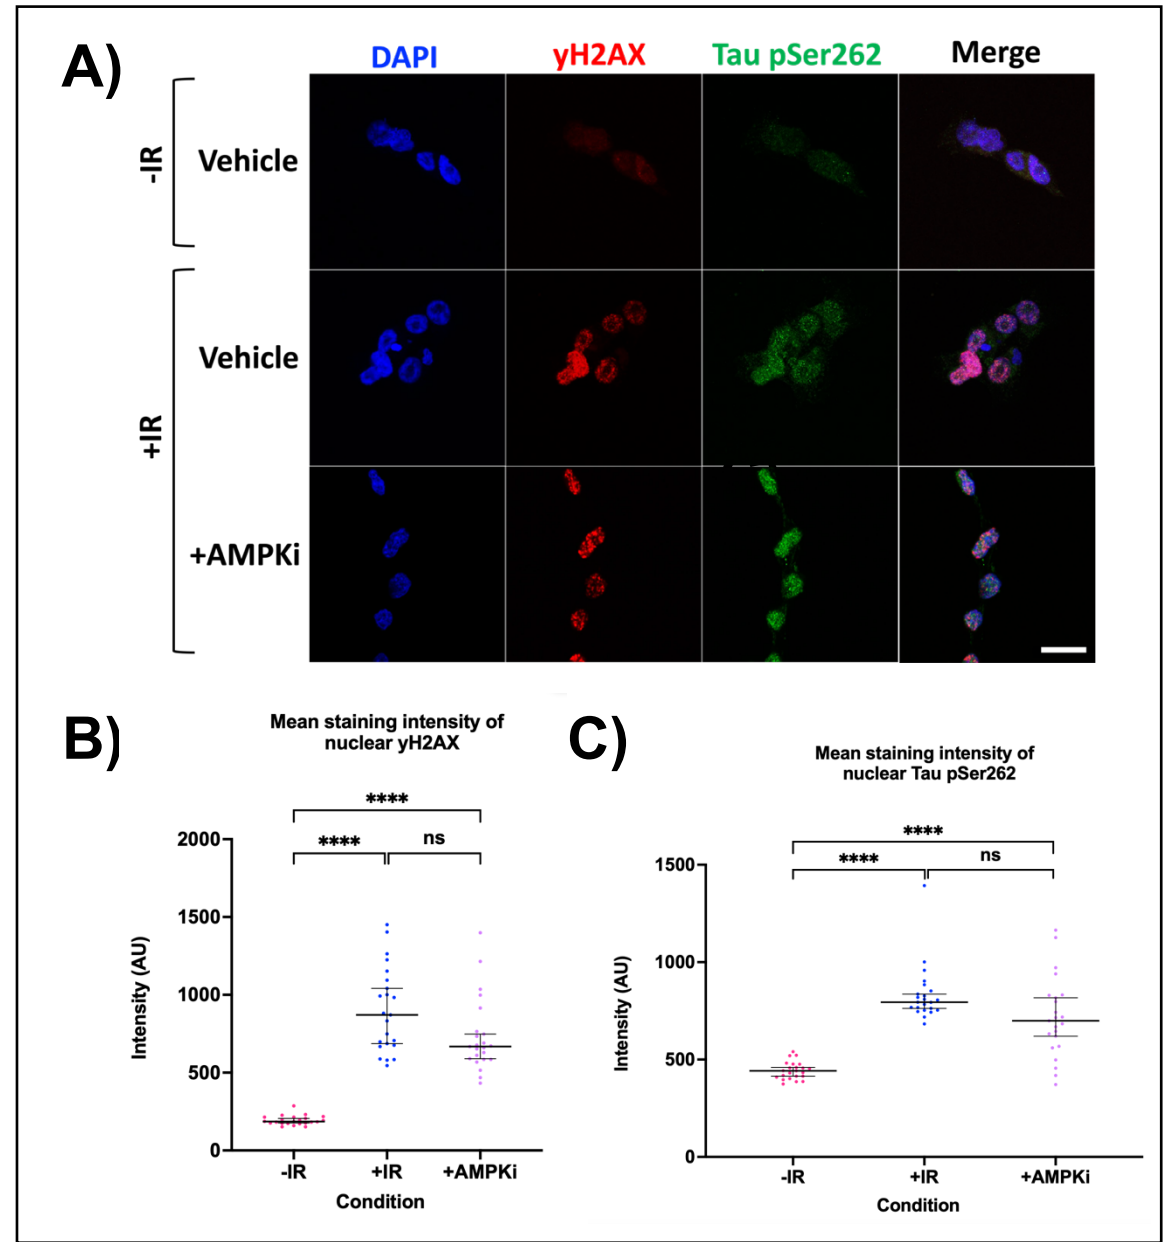 A)
DAPI
yH2AX
Tau pSer262
Merge
-IR
Vehicle
+IR
Vehicle
+AMPKi
B)
Mean staining intensity of
nuclear yH2AX
****
****
ns
2000
1500
1000
500
0
Intensity (AU)
-IR
+IR
+AMPKi
Condition
C)
Mean staining intensity of
nuclear Tau pSer262
****
****
ns
1500
1000
500
0
Intensity (AU)
-IR
+IR
+AMPKi
Condition